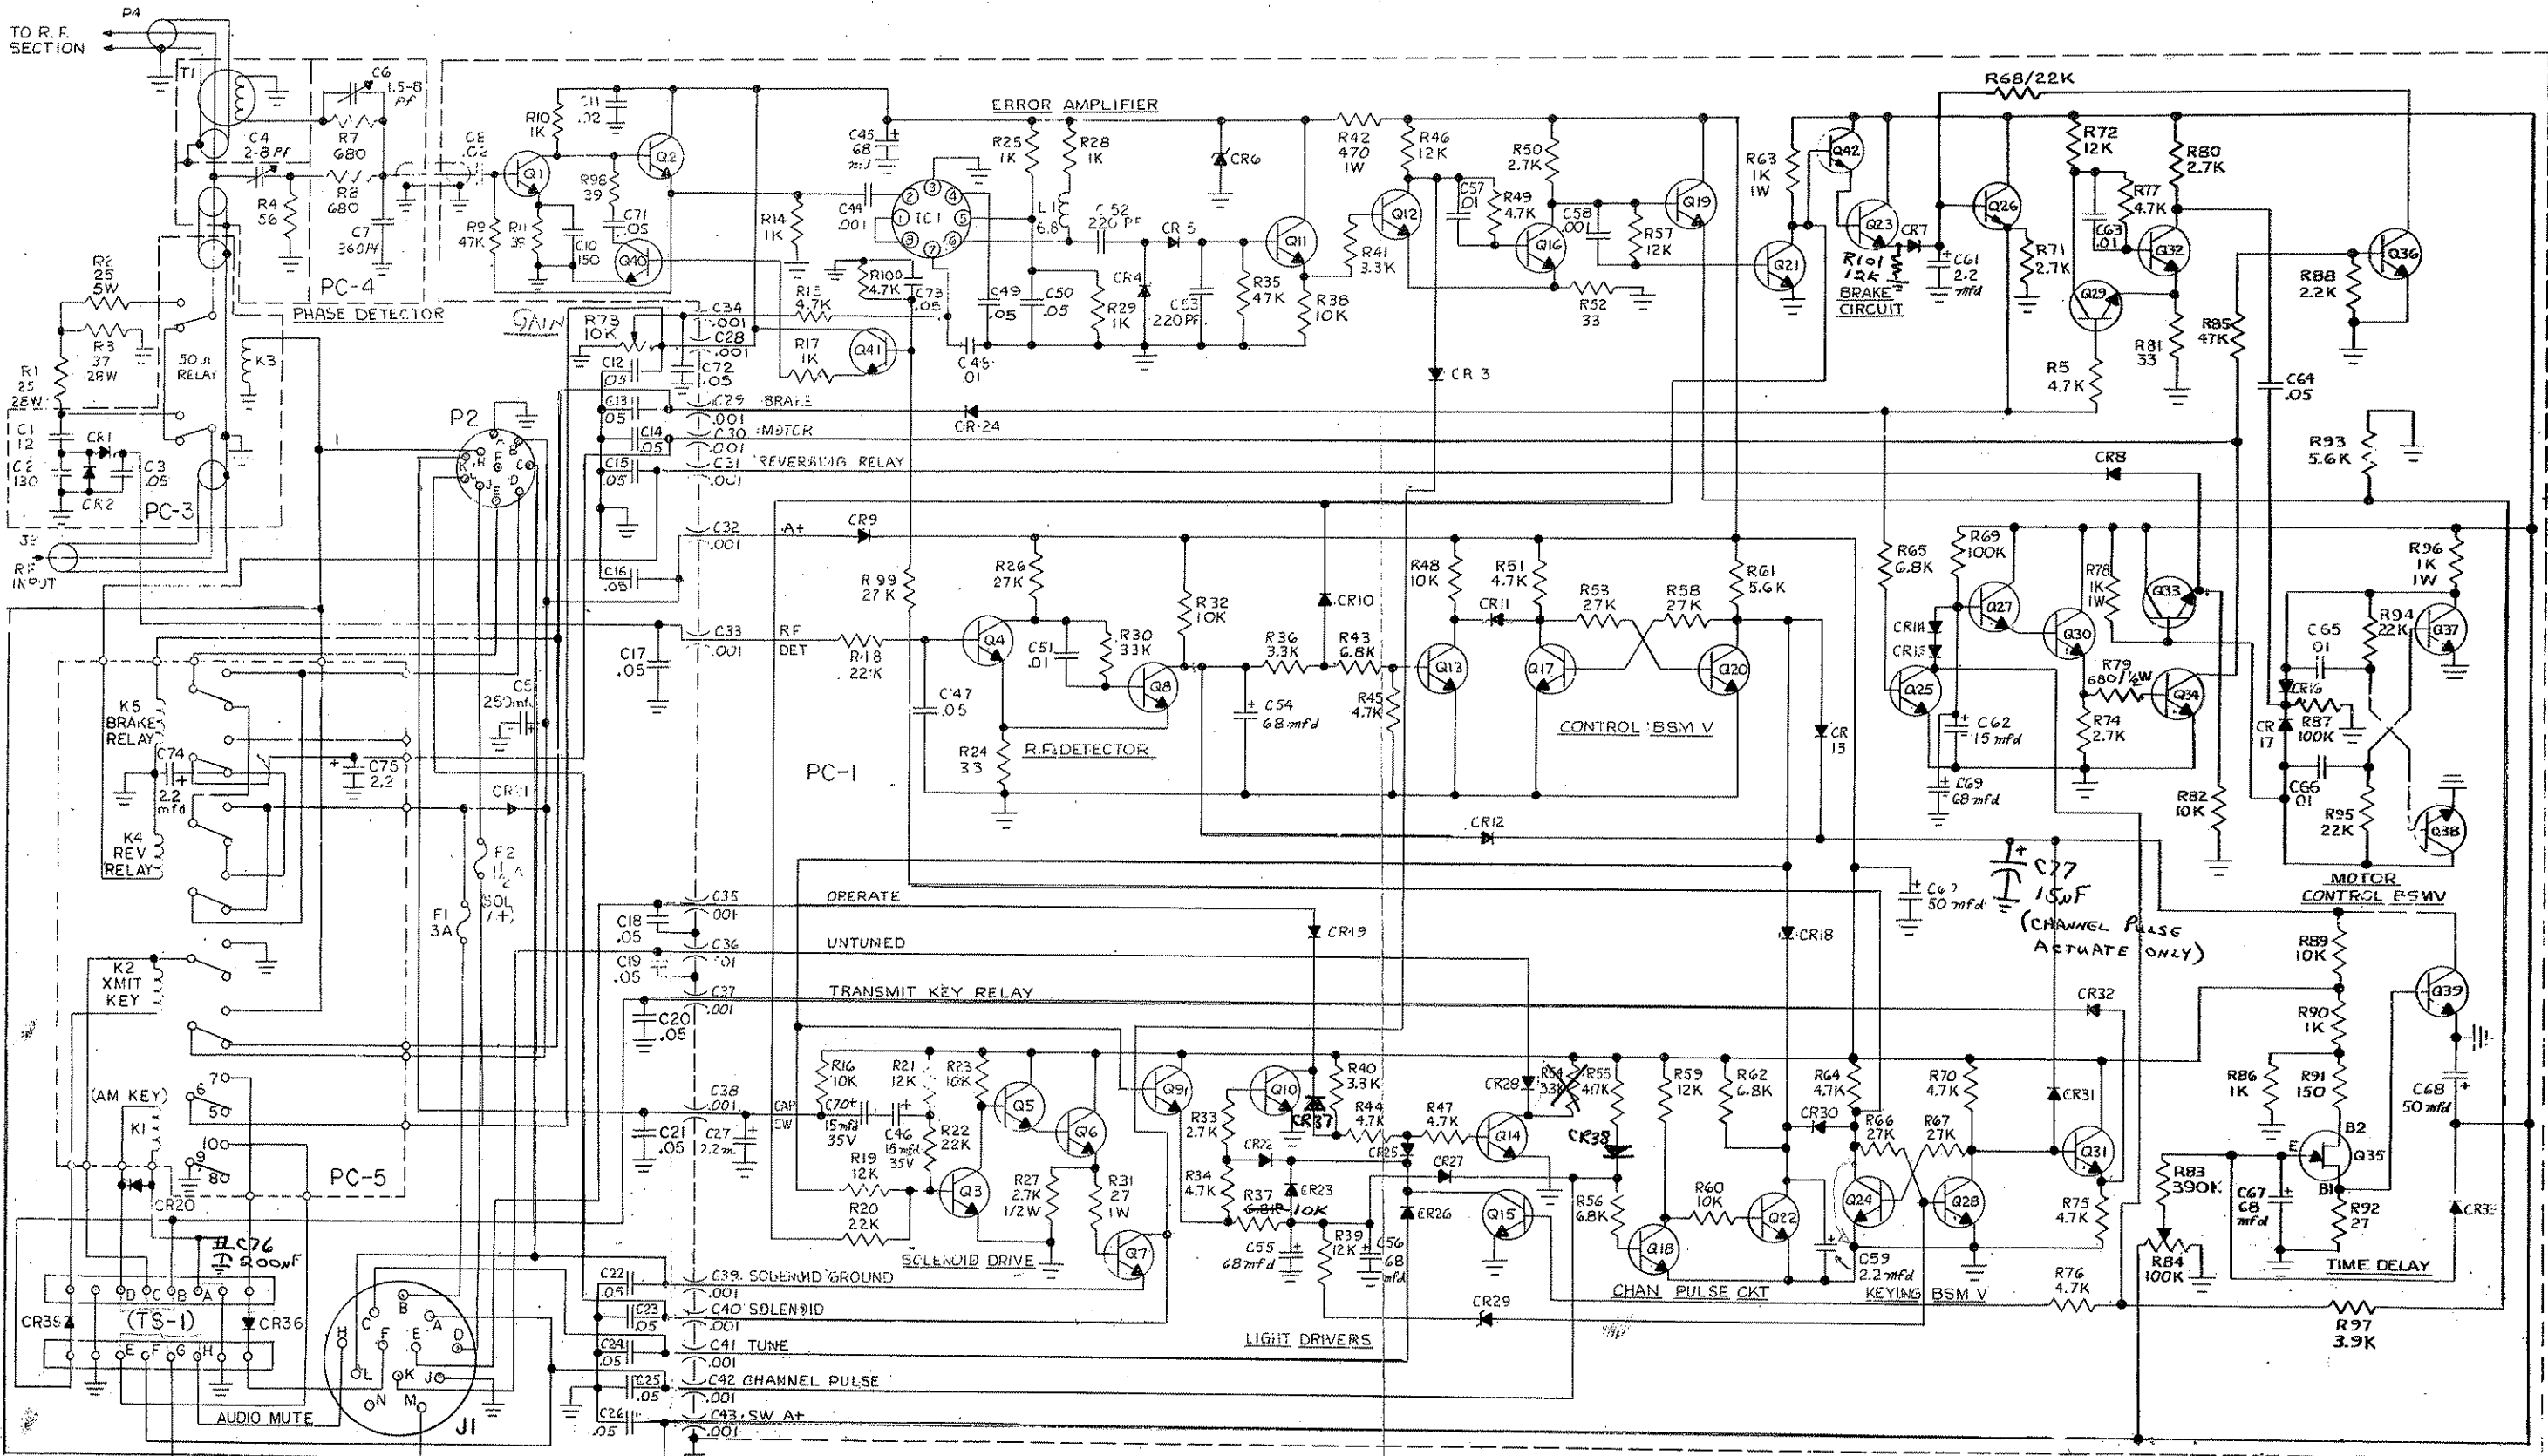 P4
TO R.F.
SECTION
T1
C4
2-8 Pf
R4
56
C6
1.5-8
Pf
R7
680
R8
680
C7
PC-4
PHASE DETECTOR
R2
25
5W
R3
37
28W
R1
25
28W
50 Ω
RELAY
K3
C1
12
C2
130
CR1
CR2
C3
.05
PC-3
RF
INPUT
R10
1K
C11
.02
Q1
Q2
R98
39
C71
.05
R9
47K
C10
150
Q40
GAIN
R73
10K
C34
.001
C28
.001
C12
.05
C72
.05
C13
.05
C29
.001
BRAKE
C14
.05
C30
.001
MOTOR
C15
.05
C31
.001
REVERSING RELAY
C32
.001
A+
C16
.05
C17
.05
C33
.001
RF
DET
P2
R14
1K
R15
4.7K
R17
1K
Q41
C45
68
C44
.001
IC1
1
2
3
4
5
6
7
R100
4.7K
C73
.05
C49
.05
C50
.05
ERROR AMPLIFIER
R25
1K
R28
1K
L1
6.8
C52
220 PF
CR5
CR4
CR6
R29
1K
C53
220 PF
R35
47K
Q11
R38
10K
R42
470
1W
R41
3.3K
R46
12K
Q12
C57
.01
R49
4.7K
R50
2.7K
Q16
C58
.001
R57
12K
R52
33
Q19
CR 3
CR-24
R63
1K
1W
Q42
Q21
Q23
CR7
R101
12K
BRAKE
CIRCUIT
C61
2.2
mfd
Q26
R71
2.7K
R68/22K
R72
12K
R77
4.7K
C63
.01
R80
2.7K
Q32
Q29
R5
4.7K
R81
33
R85
47K
R88
2.2K
Q36
C64
.05
R93
5.6K
CR8
CR9
R99
27K
R18
22K
C47
.05
R26
27K
Q4
C51
.01
R30
33K
R24
33
R.F. DETECTOR
PC-1
R32
10K
Q8
C54
68 mfd
R36
3.3K
CR10
R43
6.8K
R45
4.7K
R48
10K
Q13
CR11
R51
4.7K
Q17
R53
27K
R58
27K
R61
5.6K
Q20
CONTROL BSM V
CR
13
CR12
R65
6.8K
R69
100K
Q27
CR14
CR15
Q25
C62
15 mfd
C69
68 mfd
Q30
R78
1K
1W
R79
680/½W
R74
2.7K
Q33
Q34
R82
10K
R96
1K
1W
R94
22K
Q37
C65
.01
CR16
R87
100K
CR
17
C66
.01
R95
22K
Q38
MOTOR
CONTROL BSMV
K5
BRAKE
RELAY
C74
2.2
mfd
C75
2.2
K4
REV
RELAY
K2
XMIT
KEY
(AM KEY)
K1
7
6
5
10
9
8
PC-5
CR20
C76
200µF
C5
250mfd
CR21
F2
F1
3A
C35
.001
OPERATE
C18
.05
C36
.01
UNTUNED
C19
.05
C37
.001
TRANSMIT KEY RELAY
C20
.05
C38
.001
CAP
SW
C21
.05
C27
2.2 m.
R16
10K
C70
15 mfd
35V
R21
12K
C46
15 mfd
35V
R22
22K
R19
12K
R20
22K
R23
10K
Q3
Q5
Q6
R27
2.7K
1/2W
R31
27
1W
Q7
SOLENOID DRIVE
CR19
CR18
50 mfd
C77
15µF
(CHANNEL PULSE
ACTUATE ONLY)
CR32
R89
10K
R90
1K
R86
1K
R91
150
Q39
C68
50 mfd
B2
E
Q35
B1
R83
390K
R84
100K
C67
68
mfd
R92
27
TIME DELAY
R97
3.9K
Q10
R33
2.7K
R34
4.7K
CR22
CR23
R37
10K
C55
68 mfd
R39
12K
C56
68
mfd
CR37
R40
3.3K
R44
4.7K
R47
4.7K
CR25
CR26
CR27
CR28
Q14
Q15
LIGHT DRIVERS
CR29
R54
3.3K
R55
4.7K
CR38
R56
6.8K
R59
12K
R60
10K
Q18
R62
6.8K
Q22
CHAN PULSE CKT
C59
2.2 mfd
R64
4.7K
CR30
R66
27K
R67
27K
R70
4.7K
Q24
Q28
KEYING BSM V
CR31
Q31
R75
4.7K
R76
4.7K
C22
.05
C39
.001
SOLENOID GROUND
C23
.05
C40
.001
SOLENOID
C24
.05
C41
.001
TUNE
C25
.05
C42
.001
CHANNEL PULSE
C26
.05
C43
.001
SW A+
D
C
B
A
CR36
(TS-1)
E
F
G
H
AUDIO MUTE
B
A
C
D
H
F
E
L
K
J
N
M
J1